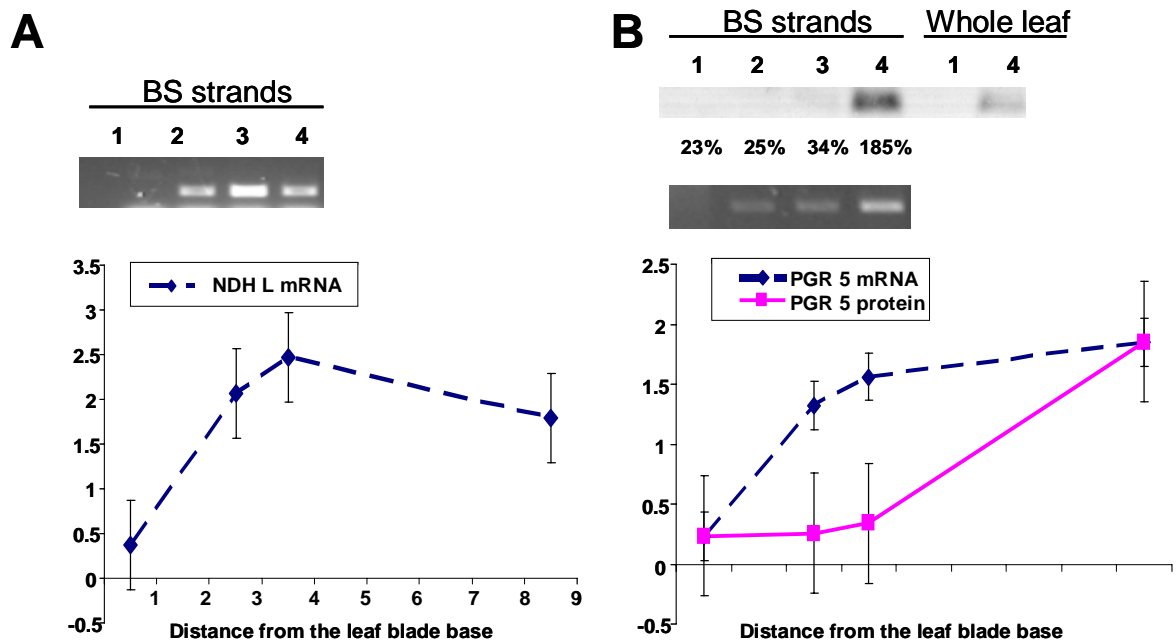 A
BS strands
1 2 3 4
3.5
3
2.5
2
1.5
1
0.5
0
-0.5
NDH L mRNA
1 2 3 4 5 6 7 8 9
Distance from the leaf blade base
B
BS strands Whole leaf
1 2 3 4 1 4
23% 25% 34% 185%
2.5
2
1.5
1
0.5
0
-0.5
PGR 5 mRNA
PGR 5 protein
Distance from the leaf blade base